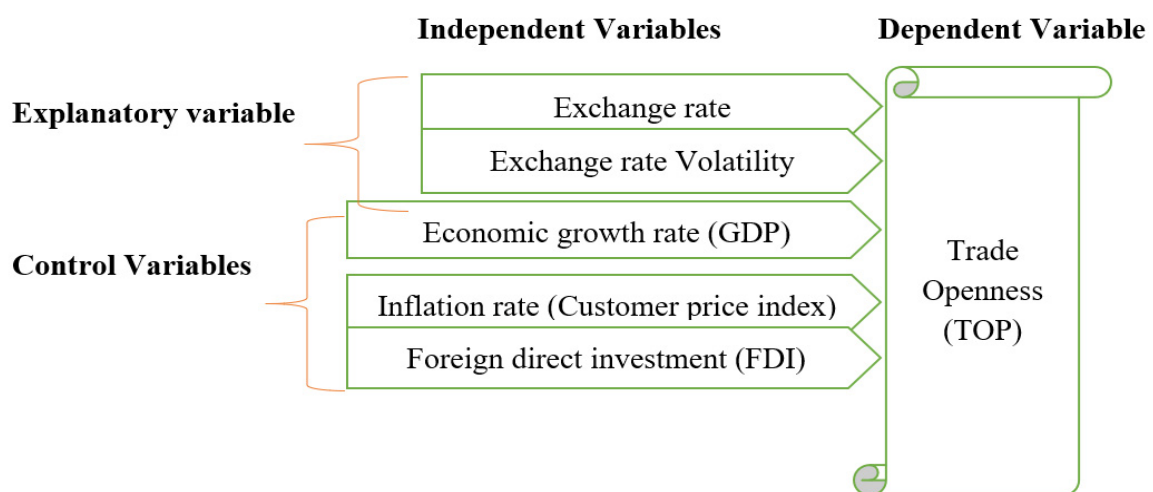 Independent Variables
Dependent Variable
Explanatory variable
Exchange rate
Exchange rate Volatility
Control Variables
Economic growth rate (GDP)
Inflation rate (Customer price index)
Foreign direct investment (FDI)
Trade
Openness
(TOP)